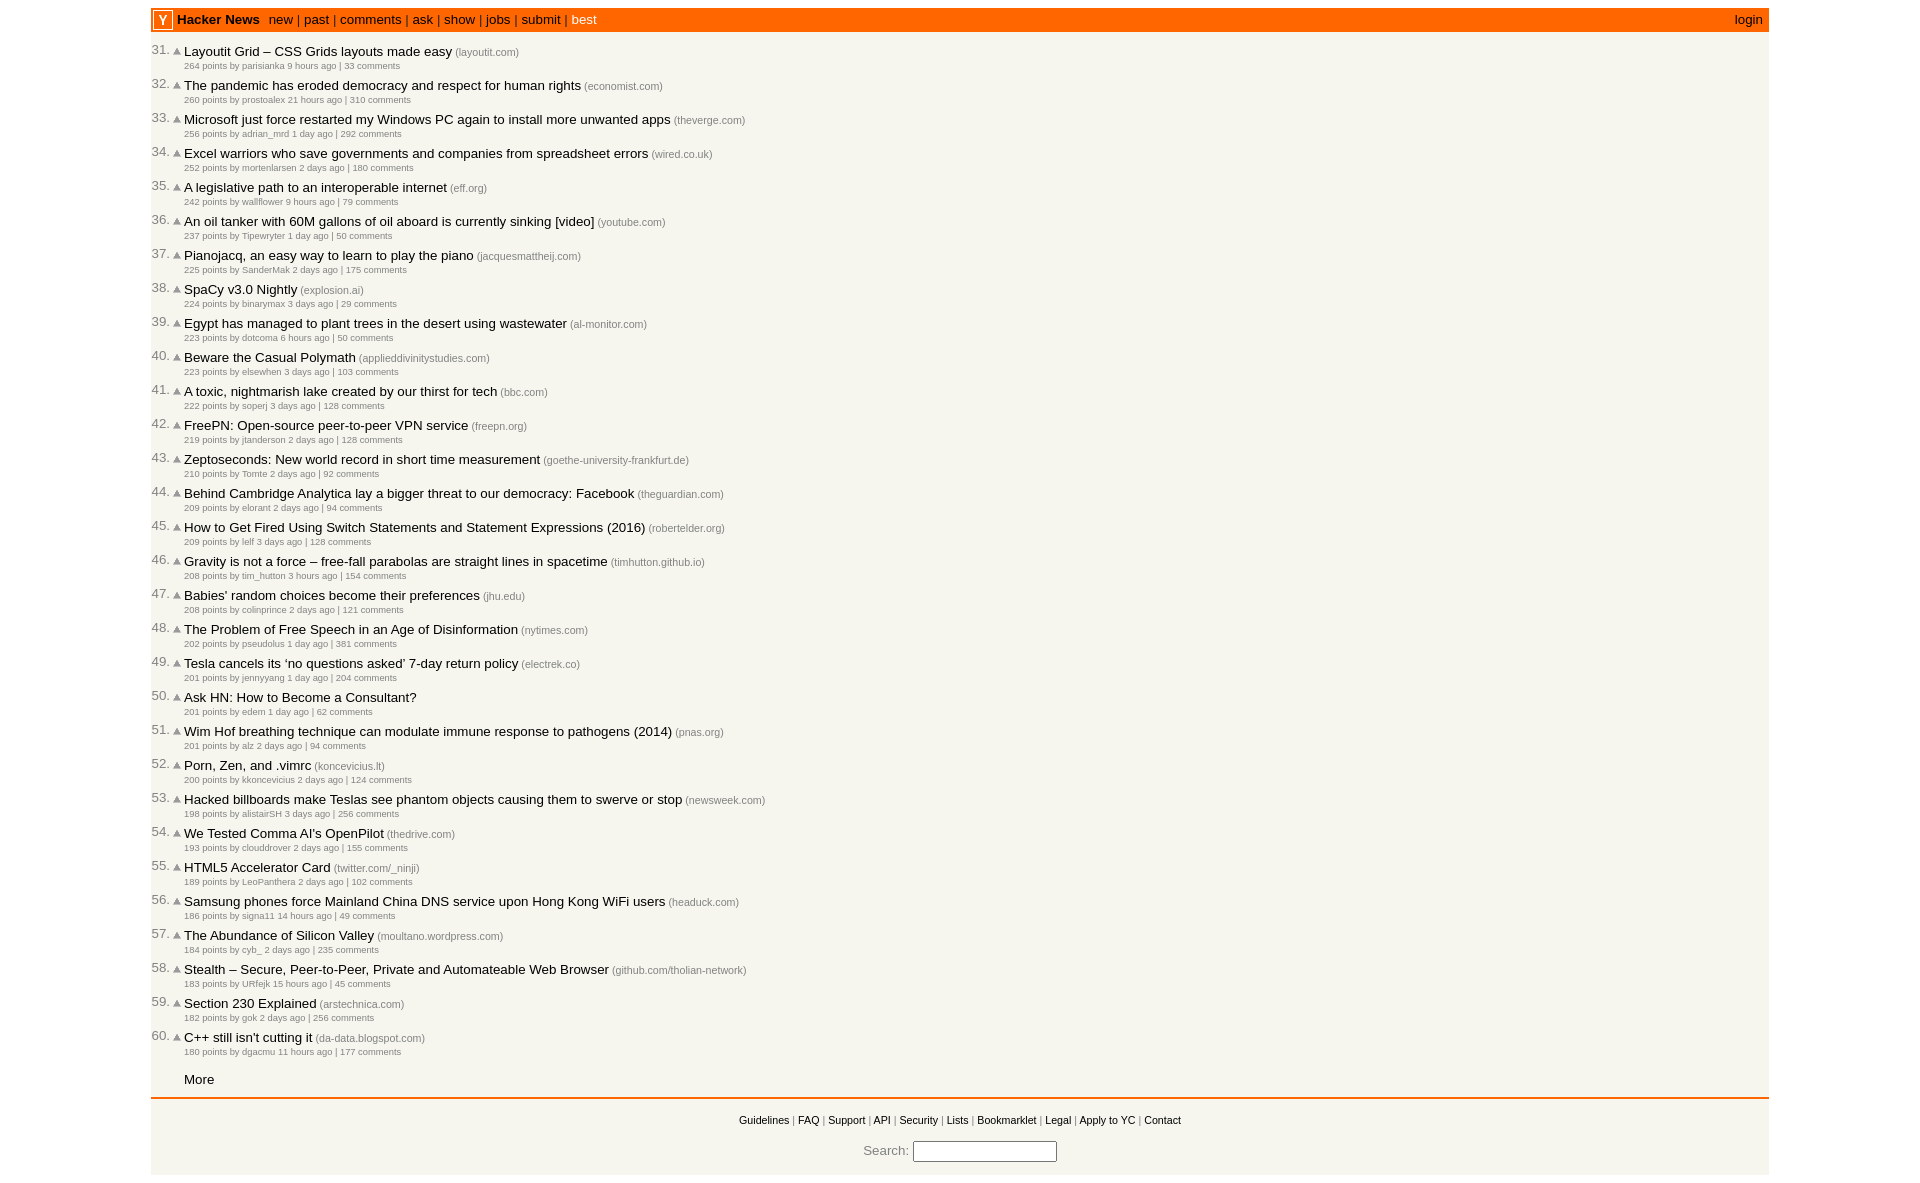 Y Hacker News new | past | comments | ask | show | jobs | submit | best login
31. Layoutit Grid – CSS Grids layouts made easy (layoutit.com)
264 points by parisianka 9 hours ago | 33 comments
32. The pandemic has eroded democracy and respect for human rights (economist.com)
260 points by prostoalex 21 hours ago | 310 comments
33. Microsoft just force restarted my Windows PC again to install more unwanted apps (theverge.com)
256 points by adrian_mrd 1 day ago | 292 comments
34. Excel warriors who save governments and companies from spreadsheet errors (wired.co.uk)
252 points by mortenlarsen 2 days ago | 180 comments
35. A legislative path to an interoperable internet (eff.org)
242 points by wallflower 9 hours ago | 79 comments
36. An oil tanker with 60M gallons of oil aboard is currently sinking [video] (youtube.com)
237 points by Tipewryter 1 day ago | 50 comments
37. Pianojacq, an easy way to learn to play the piano (jacquesmattheij.com)
225 points by SanderMak 2 days ago | 175 comments
38. SpaCy v3.0 Nightly (explosion.ai)
224 points by binarymax 3 days ago | 29 comments
39. Egypt has managed to plant trees in the desert using wastewater (al-monitor.com)
223 points by dotcoma 6 hours ago | 50 comments
40. Beware the Casual Polymath (applieddivinitystudies.com)
223 points by elsewhen 3 days ago | 103 comments
41. A toxic, nightmarish lake created by our thirst for tech (bbc.com)
222 points by soperj 3 days ago | 128 comments
42. FreePN: Open-source peer-to-peer VPN service (freepn.org)
219 points by jtanderson 2 days ago | 128 comments
43. Zeptoseconds: New world record in short time measurement (goethe-university-frankfurt.de)
210 points by Tomte 2 days ago | 92 comments
44. Behind Cambridge Analytica lay a bigger threat to our democracy: Facebook (theguardian.com)
209 points by elorant 2 days ago | 94 comments
45. How to Get Fired Using Switch Statements and Statement Expressions (2016) (robertelder.org)
209 points by lelf 3 days ago | 128 comments
46. Gravity is not a force – free-fall parabolas are straight lines in spacetime (timhutton.github.io)
208 points by tim_hutton 3 hours ago | 154 comments
47. Babies' random choices become their preferences (jhu.edu)
208 points by colinprince 2 days ago | 121 comments
48. The Problem of Free Speech in an Age of Disinformation (nytimes.com)
202 points by pseudolus 1 day ago | 381 comments
49. Tesla cancels its ‘no questions asked’ 7-day return policy (electrek.co)
201 points by jennyyang 1 day ago | 204 comments
50. Ask HN: How to Become a Consultant?
201 points by edem 1 day ago | 62 comments
51. Wim Hof breathing technique can modulate immune response to pathogens (2014) (pnas.org)
201 points by alz 2 days ago | 94 comments
52. Porn, Zen, and .vimrc (koncevicius.lt)
200 points by kkoncevicius 2 days ago | 124 comments
53. Hacked billboards make Teslas see phantom objects causing them to swerve or stop (newsweek.com)
198 points by alistairSH 3 days ago | 256 comments
54. We Tested Comma AI's OpenPilot (thedrive.com)
193 points by clouddrover 2 days ago | 155 comments
55. HTML5 Accelerator Card (twitter.com/_ninji)
189 points by LeoPanthera 2 days ago | 102 comments
56. Samsung phones force Mainland China DNS service upon Hong Kong WiFi users (headuck.com)
186 points by signa11 14 hours ago | 49 comments
57. The Abundance of Silicon Valley (moultano.wordpress.com)
184 points by cyb_ 2 days ago | 235 comments
58. Stealth – Secure, Peer-to-Peer, Private and Automateable Web Browser (github.com/tholian-network)
183 points by URfejk 15 hours ago | 45 comments
59. Section 230 Explained (arstechnica.com)
182 points by gok 2 days ago | 256 comments
60. C++ still isn't cutting it (da-data.blogspot.com)
180 points by dgacmu 11 hours ago | 177 comments
More
Guidelines | FAQ | Support | API | Security | Lists | Bookmarklet | Legal | Apply to YC | Contact
Search: